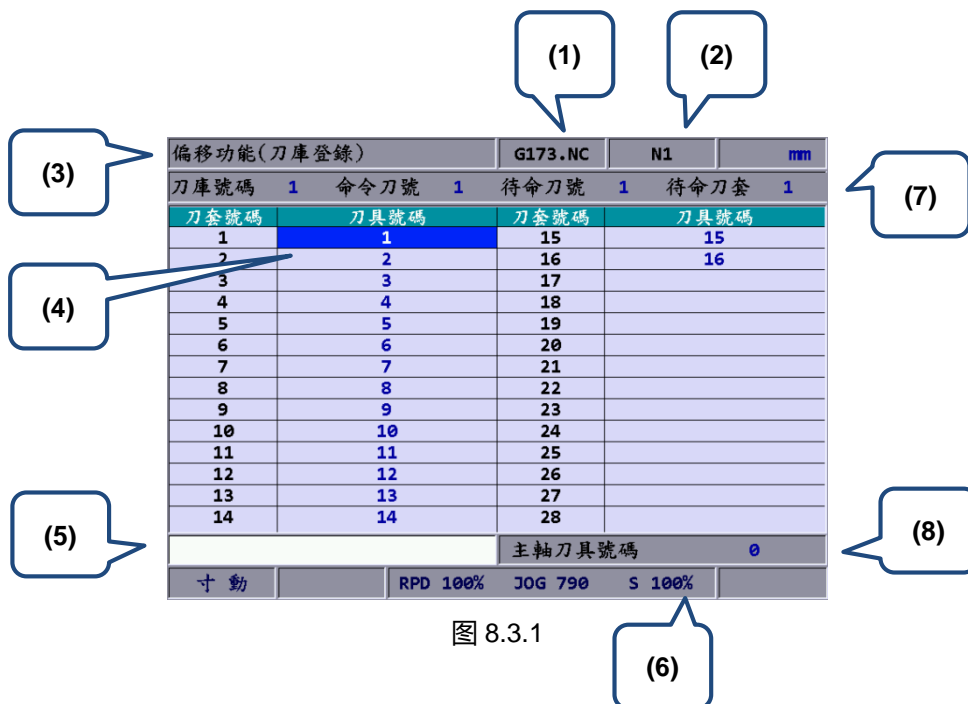 (1)
(2)
(3)
偏移功能(刀庫登錄) G173.NC N1 mm
刀庫號碼 1 命令刀號 1 待命刀號 1 待命刀套 1
(7)
刀套號碼 刀具號碼 刀套號碼 刀具號碼
1 1 15 15
2 2 16 16
3 3 17
(4)
4 4 18
5 5 19
6 6 20
7 7 21
8 8 22
9 9 23
10 10 24
11 11 25
12 12 26
13 13 27
14 14 28
(5)
主軸刀具號碼 0
(8)
寸動 RPD 100% JOG 790 S 100%
图 8.3.1
(6)